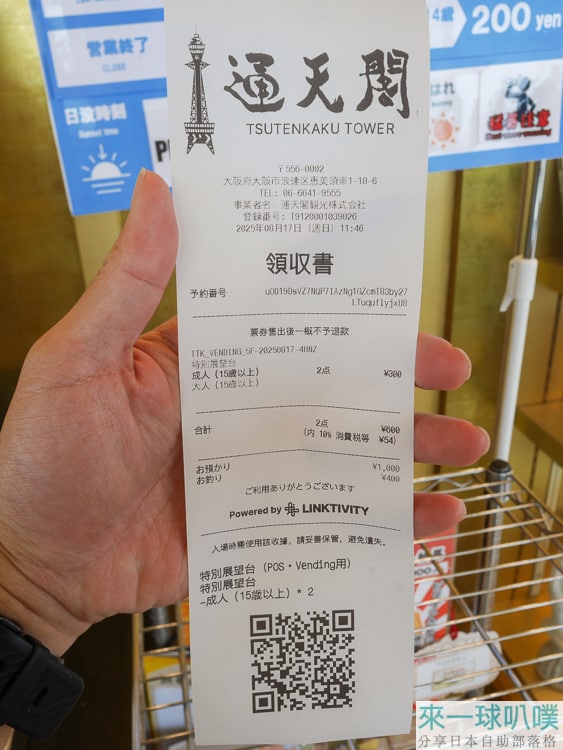 営業終了
CLOSE
日没時刻
Sunset time
200 yen
通天閣
TSUTENKAKU TOWER
〒556-0002
大阪府大阪市浪速区恵美須東1-18-6
TEL: 06-6641-9555
事業者名: 通天閣観光株式会社
登録番号: T9120001039026
2025年08月17日 (送日) 11:46
領収書
予約番号 uOD19DsVZ7NQP7IAzNg1GZcmT83by27
LTuquf1yjxU8
票券售出後一概不予退款
TTK_VENDING_5F-20250817-4HNZ
特別展望台
成人 (15歳以上) 2点 ¥300
大人 (15歳以上)
合計 2点 ¥600
(内 10% 消費税等 ¥54)
お預かり ¥1,000
お釣り ¥400
ご利用ありがとうございます
Powered by LINKTIVITY
入場時需使用該收據，請妥善保管，避免遺失。
特別展望台 (POS・Vending用)
特別展望台
-成人 (15歳以上) * 2
來一球叭噗
分享日本自助部落格